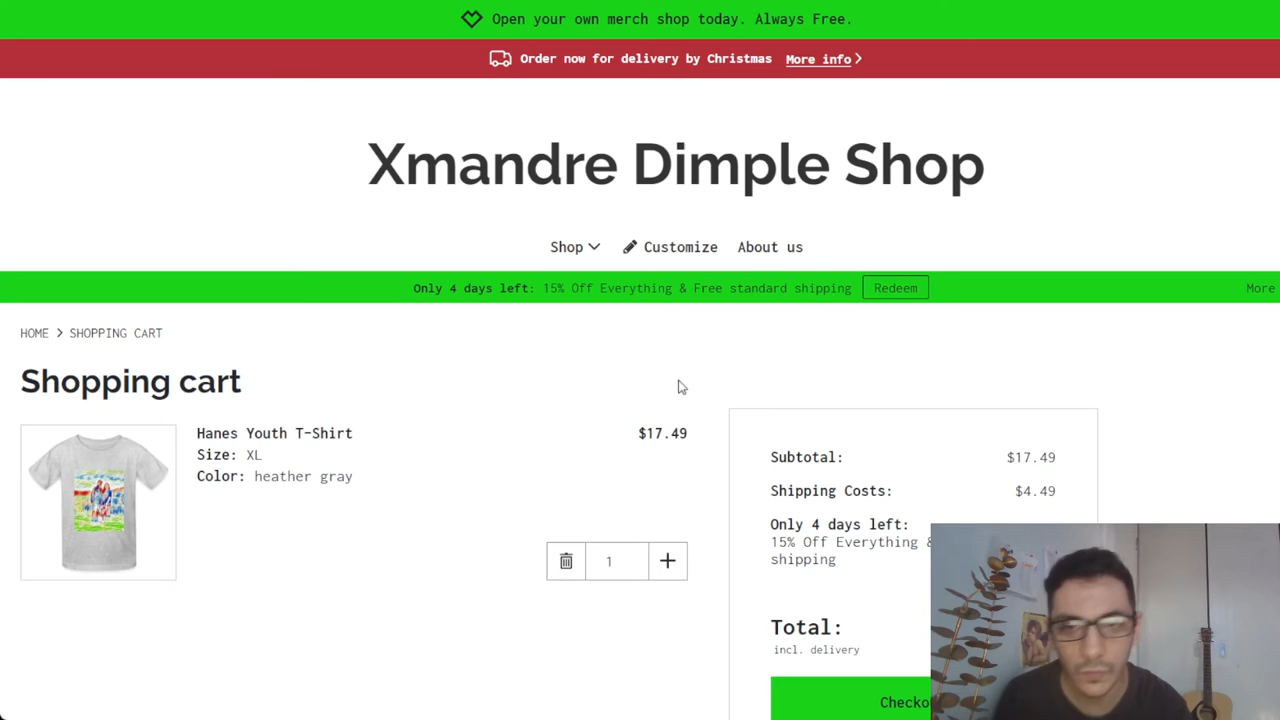 Open your own merch shop today. Always Free.
Order now for delivery by Christmas More info
Xmandre Dimple Shop
Shop Customize About us
Only 4 days left: 15% Off Everything & Free standard shipping Redeem More
HOME > SHOPPING CART
Shopping cart
Hanes Youth T-Shirt $17.49
Size: XL
Color: heather gray
1
Subtotal: $17.49
Shipping Costs: $4.49
Only 4 days left:
15% Off Everything &
shipping
Total:
incl. delivery
Checko